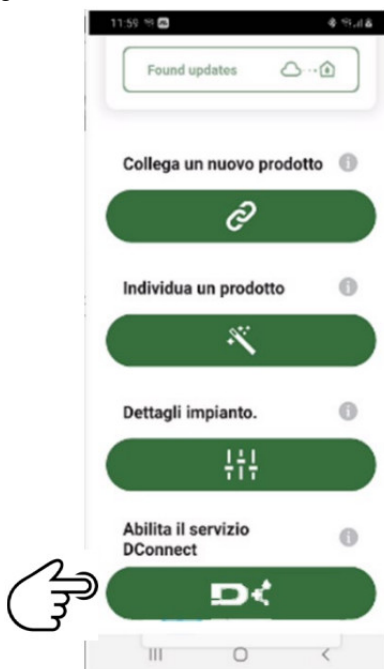 11:59
Found updates
Collega un nuovo prodotto
Individua un prodotto
Dettagli impianto.
Abilita il servizio
DConnect